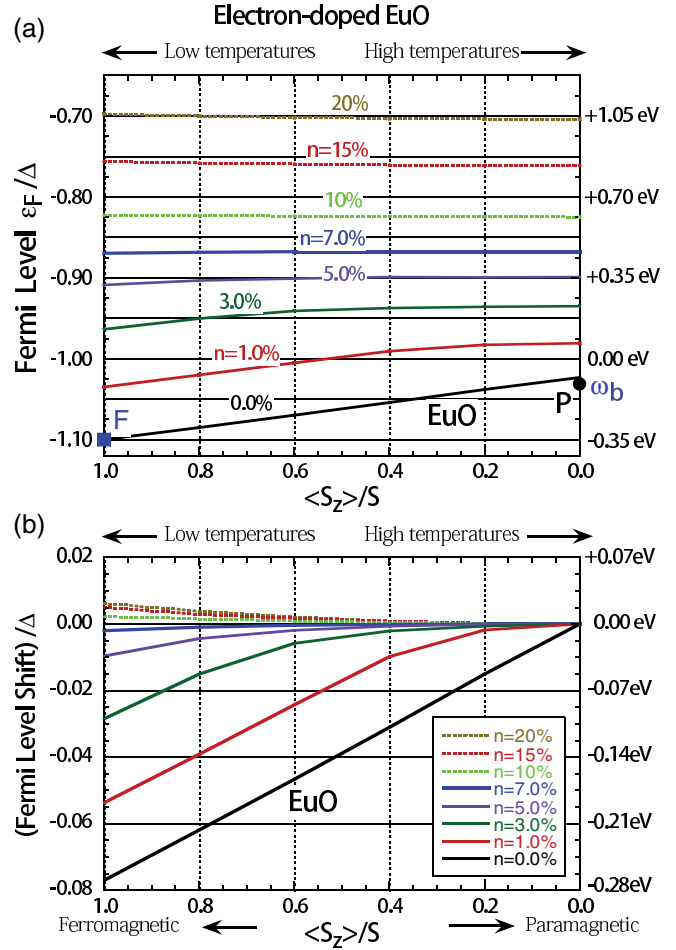 Electron-doped EuO
(a)
Low temperatures High temperatures
Fermi Level εF/Δ
-0.70
-0.80
-0.90
-1.00
-1.10
20%
n=15%
10%
n=7.0%
5.0%
3.0%
n=1.0%
0.0%
EuO
F
P
ωb
+1.05 eV
+0.70 eV
+0.35 eV
0.00 eV
-0.35 eV
1.0 0.8 0.6 0.4 0.2 0.0
<Sz>/S
(b)
Low temperatures High temperatures
(Fermi Level Shift)/Δ
0.02
0.00
-0.02
-0.04
-0.06
-0.08
EuO
n=20%
n=15%
n=10%
n=7.0%
n=5.0%
n=3.0%
n=1.0%
n=0.0%
+0.07eV
0.00 eV
-0.07eV
-0.14eV
-0.21eV
-0.28eV
1.0 0.8 0.6 0.4 0.2 0.0
Ferromagnetic <Sz>/S Paramagnetic